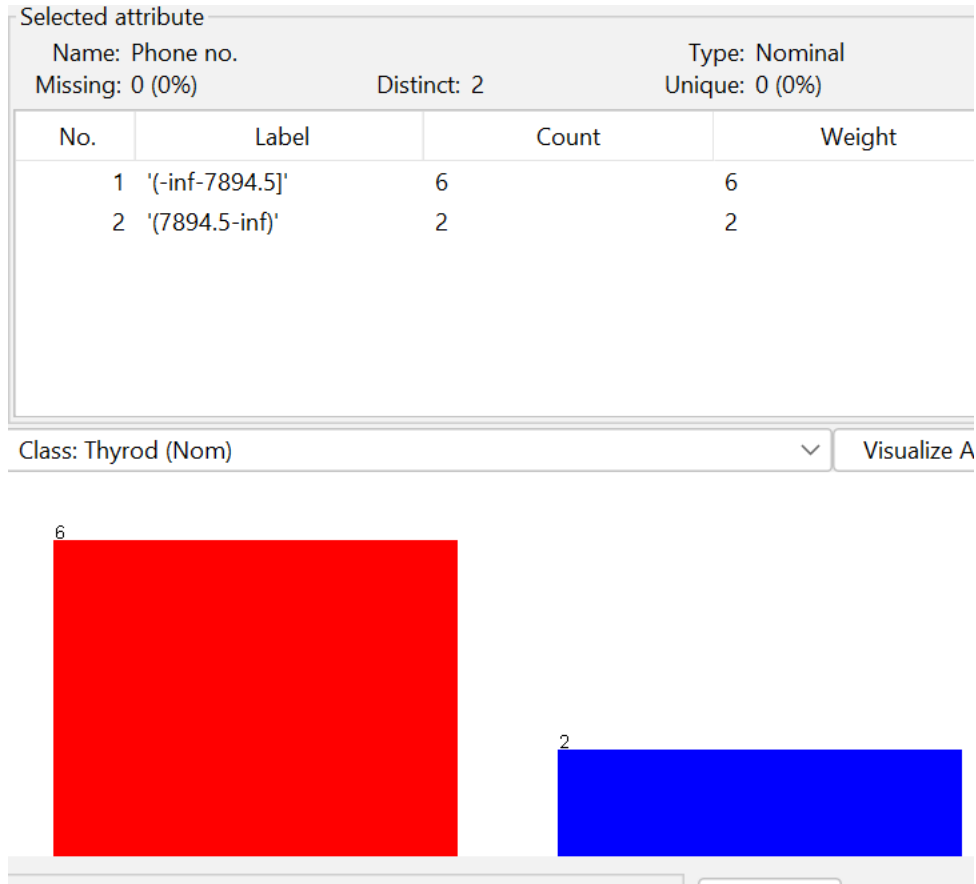 Selected attribute
Name: Phone no. Type: Nominal
Missing: 0 (0%) Distinct: 2 Unique: 0 (0%)
No. Label Count Weight
1 '(-inf-7894.5]' 6 6
2 '(7894.5-inf)' 2 2
Class: Thyrod (Nom) Visualize A
6
2